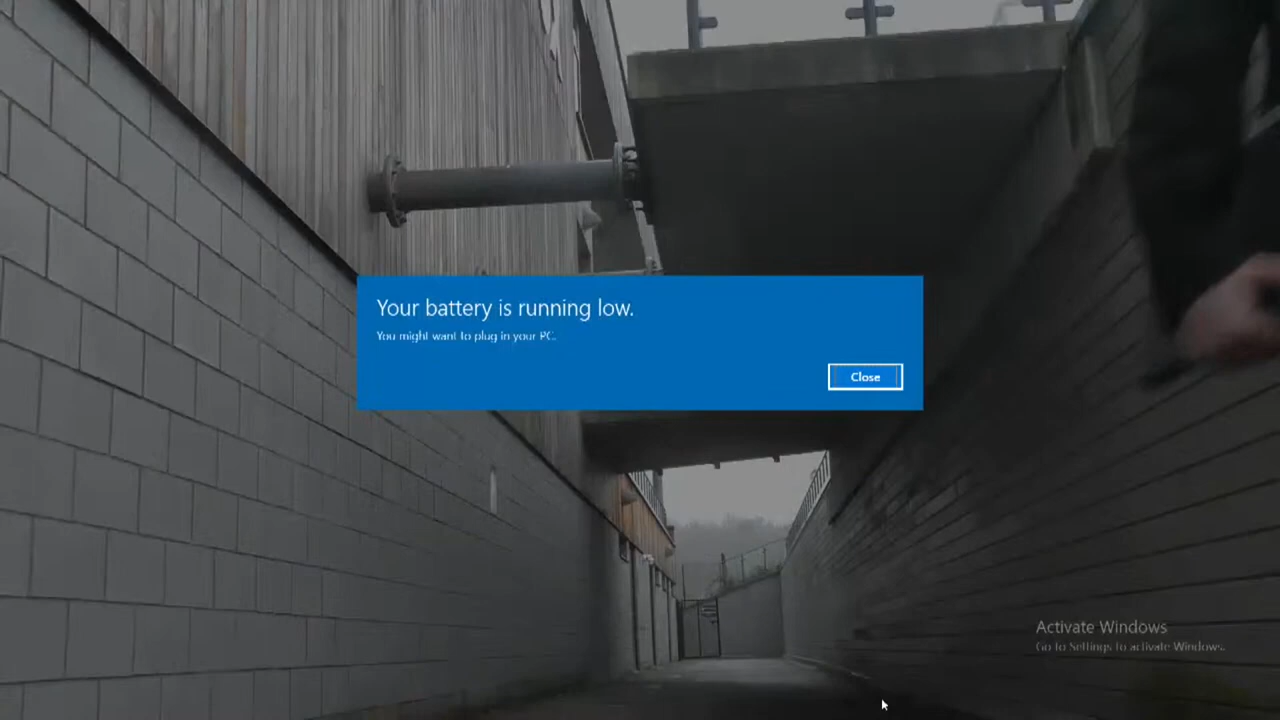 Your battery is running low.
You might want to plug in your PC.
Close
Activate Windows
Go to Settings to activate Windows.